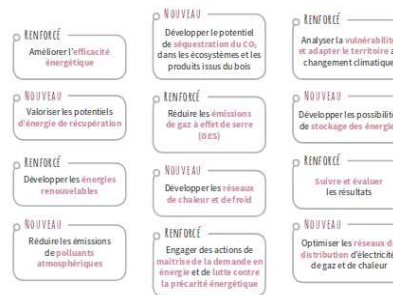 RENFORCÉ
Améliorer l'efficacité
énergétique
NOUVEAU
Valoriser les potentiels
d'énergie de récupération
RENFORCÉ
Développer les énergies
renouvelables
NOUVEAU
Réduire les émissions
de polluants
atmosphériques
NOUVEAU
Développer le potentiel
de séquestration du CO₂
dans les écosystèmes et les
produits issus du bois
RENFORCÉ
Réduire les émissions
de gaz à effet de serre
(GES)
NOUVEAU
Développer les réseaux
de chaleur et de froid
RENFORCÉ
Engager des actions de
maîtrise de la demande en
énergie et de lutte contre
la précarité énergétique
RENFORCÉ
Analyser la vulnérabilité
et adapter le territoire a
changement climatique
NOUVEAU
Développer les possibilité
de stockage des énergie
RENFORCÉ
Suivre et évaluer
les résultats
NOUVEAU
Optimiser les réseaux de
distribution d'électricité
de gaz et de chaleur